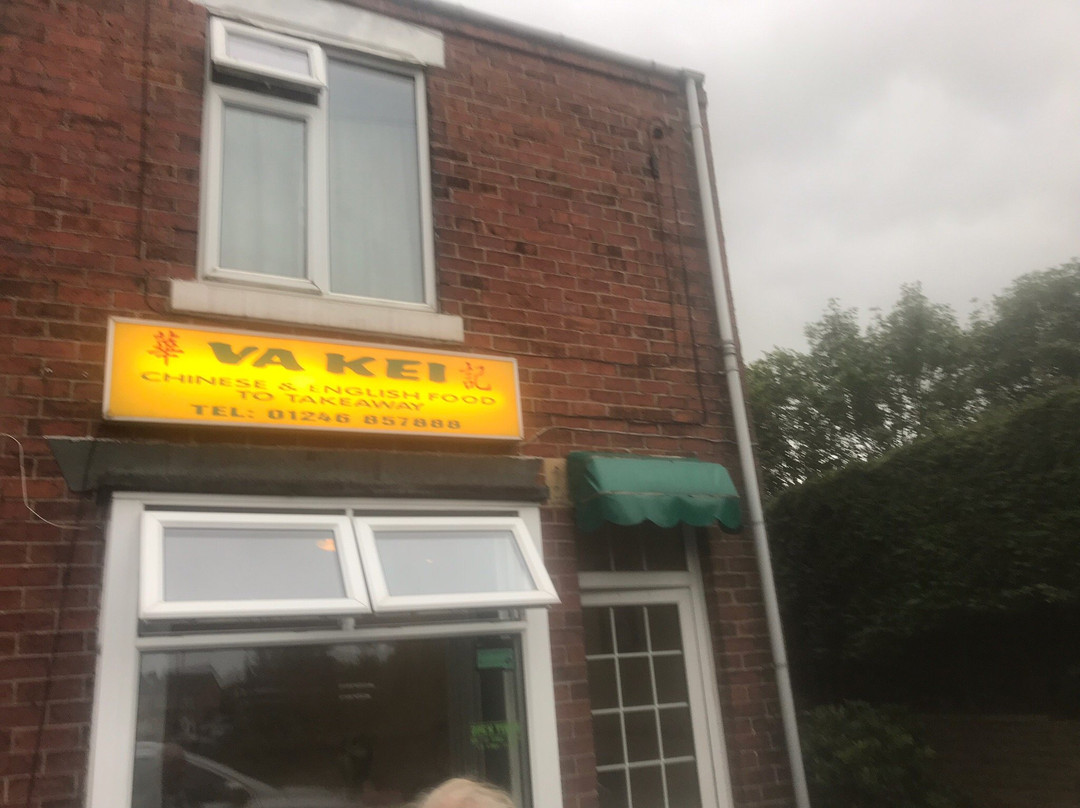 華 VA KEI 記
CHINESE & ENGLISH FOOD
TO TAKEAWAY
TEL: 01246 857888